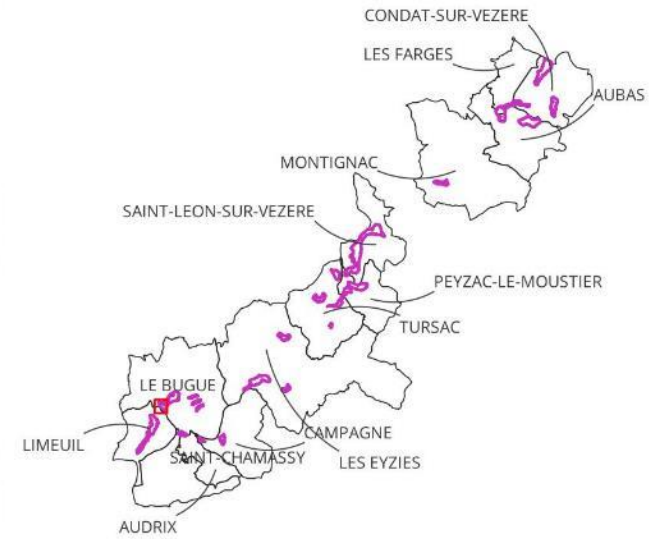 CONDAT-SUR-VEZERE
LES FARGES
AUBAS
MONTIGNAC
SAINT-LEON-SUR-VEZERE
PEYZAC-LE-MOUSTIER
TURSAC
LE BUGUE
CAMPAGNE
LIMEUIL
SAINT-CHAMASSY
LES EYZIES
AUDRIX